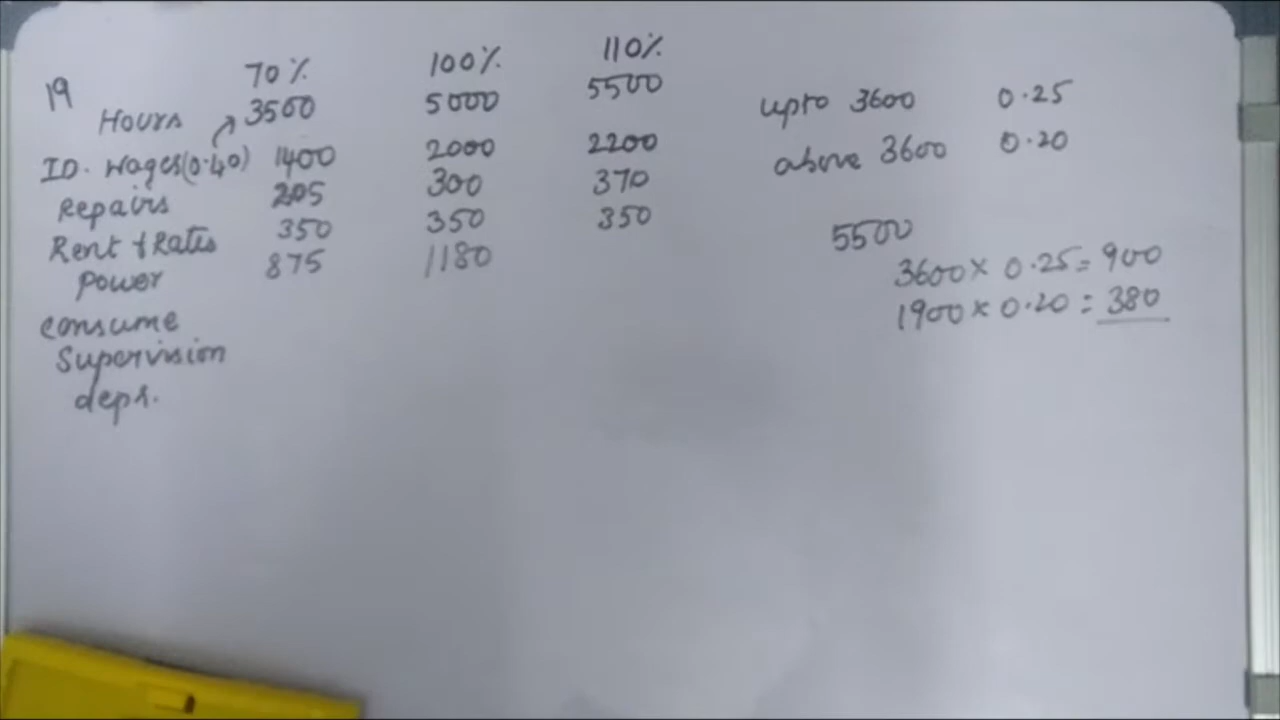 19 70% 100% 110%
Hours 3500 5000 5500
ID. Wages(0.40) 1400 2000 2200
Repairs 205 300 370
Rent & Rates 350 350 350
Power 875 1180
Consume
Supervision
depr.
upto 3600 0.25
above 3600 0.20
5500
3600 × 0.25 = 900
1900 × 0.20 = 380